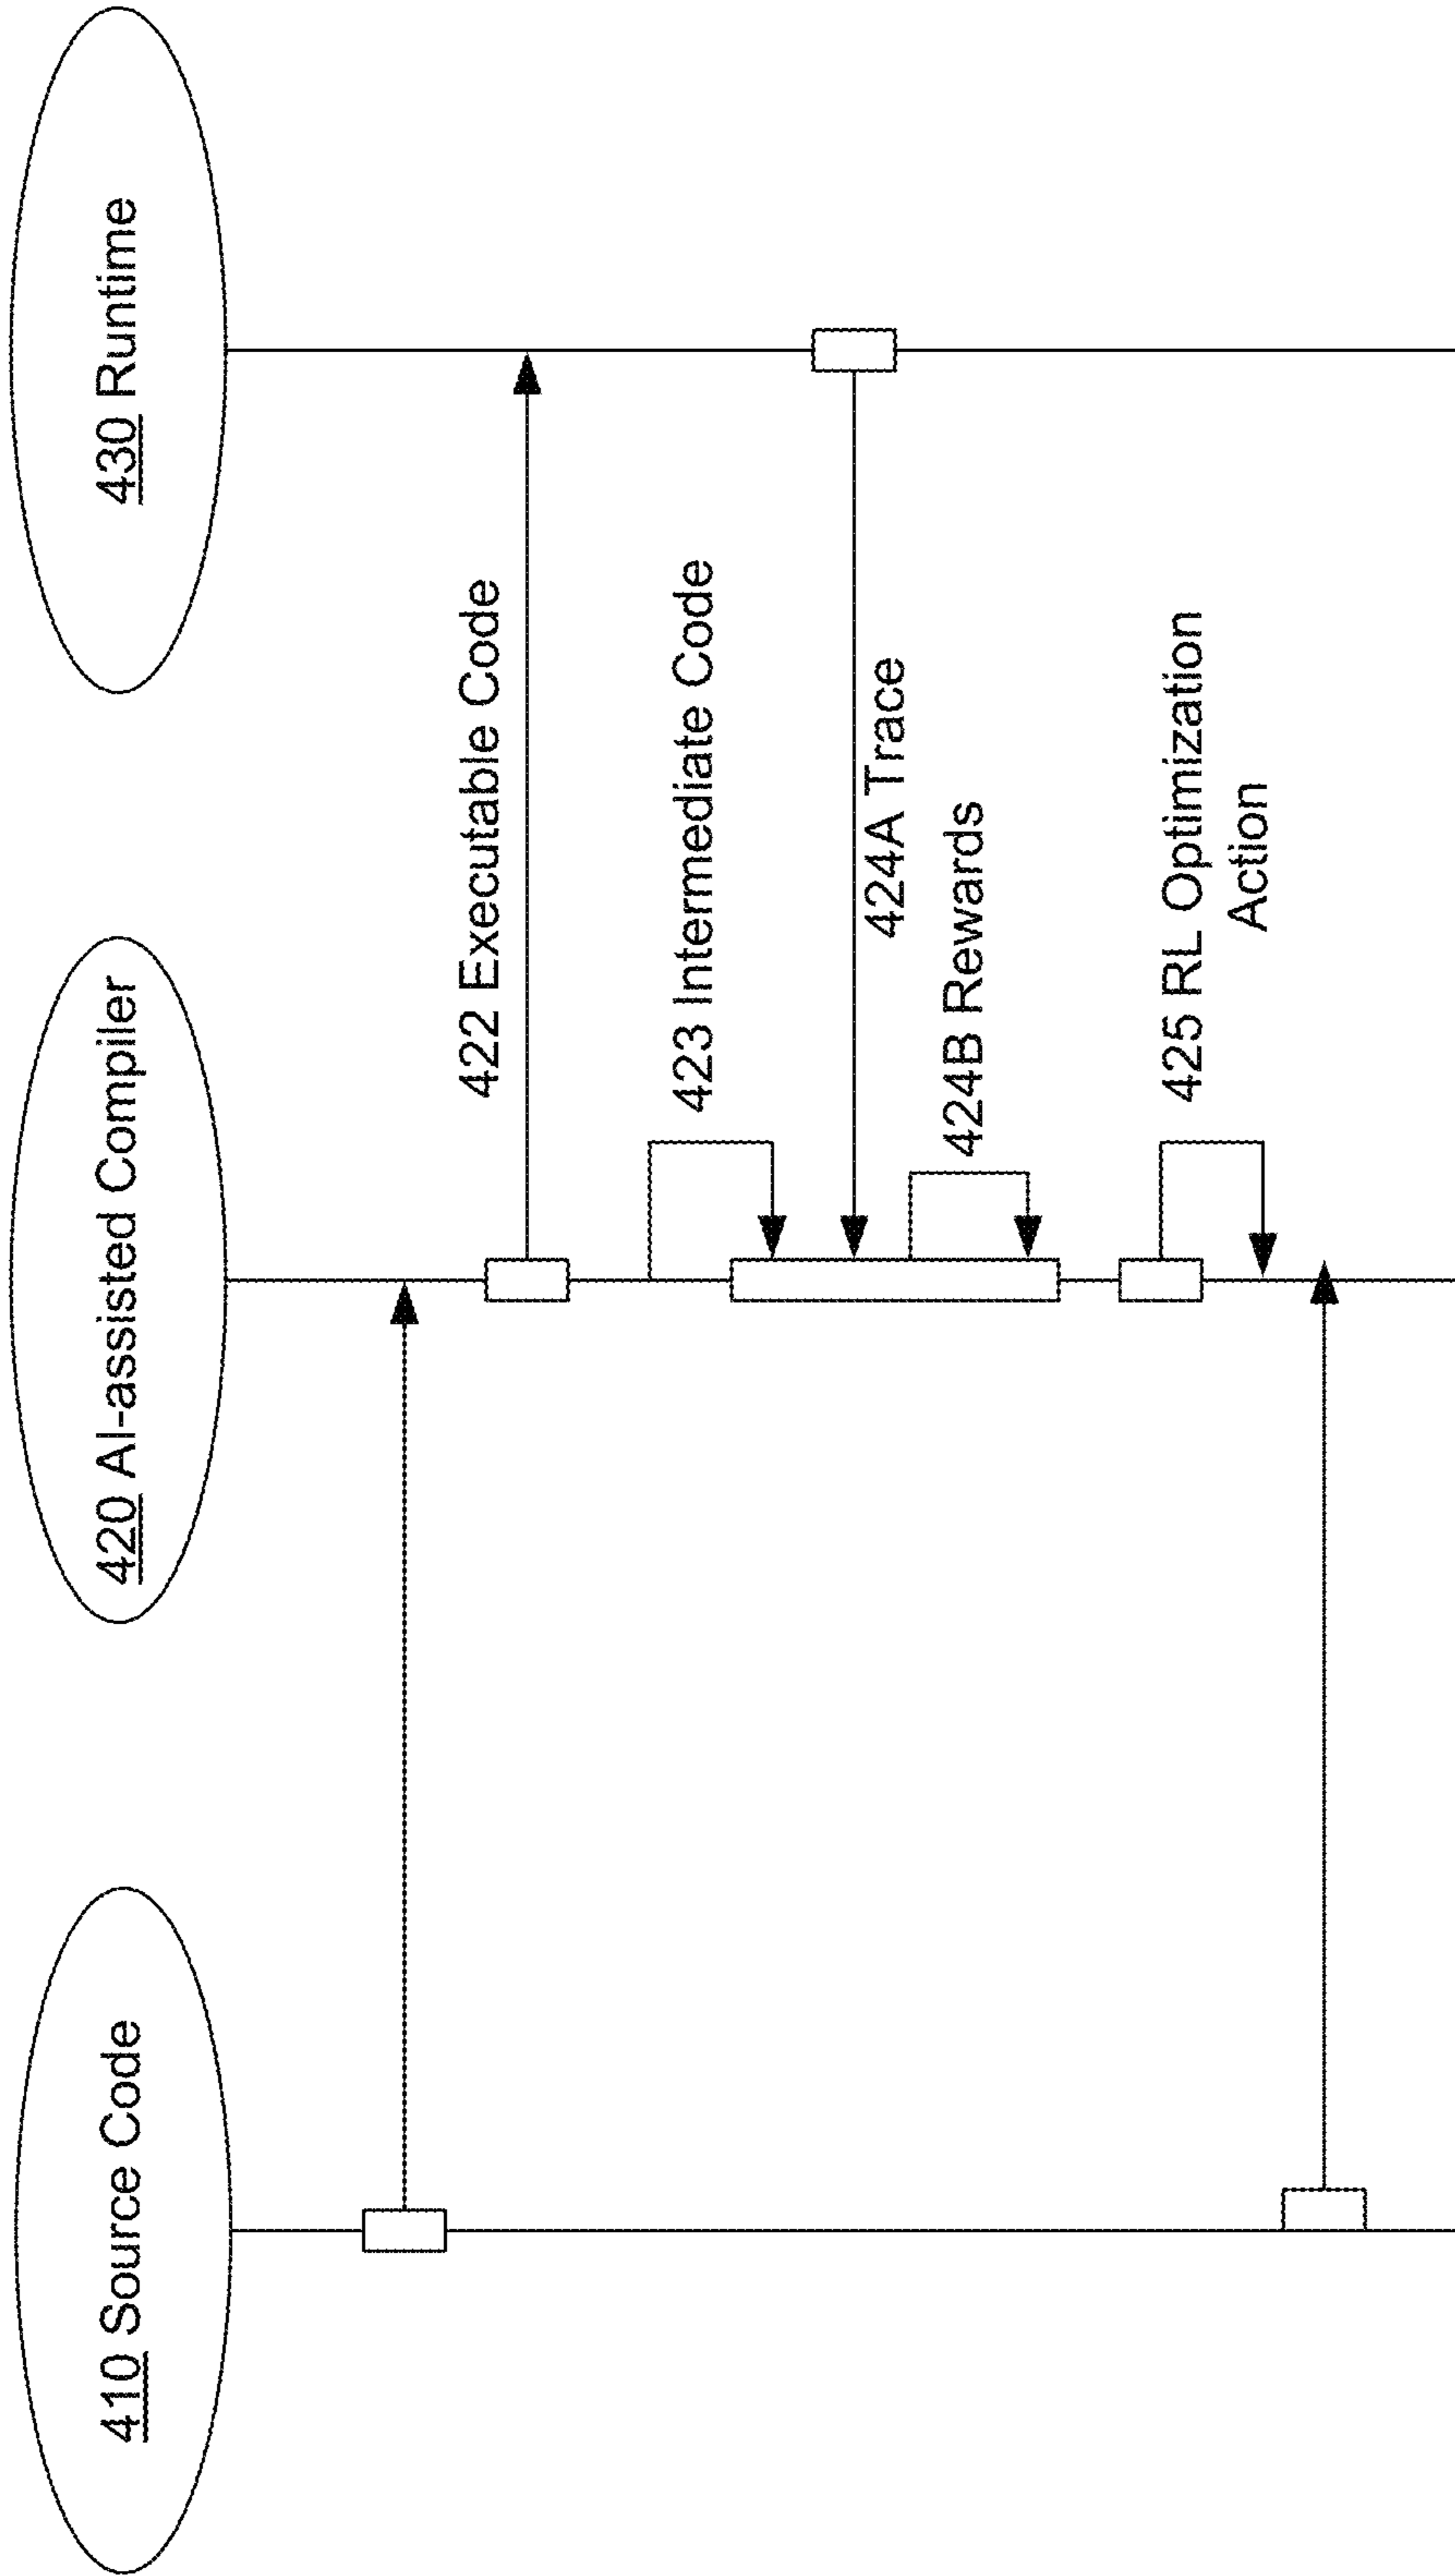 410 Source Code
420 AI-assisted Compiler
430 Runtime
422 Executable Code
423 Intermediate Code
424A Trace
424B Rewards
425 RL Optimization
Action